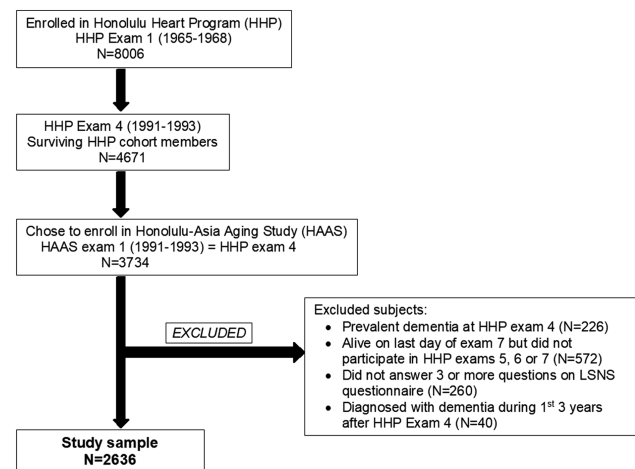 Enrolled in Honolulu Heart Program (HHP)
HHP Exam 1 (1965-1968)
N=8006
HHP Exam 4 (1991-1993)
Surviving HHP cohort members
N=4671
Chose to enroll in Honolulu-Asia Aging Study (HAAS)
HAAS exam 1 (1991-1993) = HHP exam 4
N=3734
EXCLUDED
Excluded subjects:
• Prevalent dementia at HHP exam 4 (N=226)
• Alive on last day of exam 7 but did not
participate in HHP exams 5, 6 or 7 (N=572)
• Did not answer 3 or more questions on LSNS
questionnaire (N=260)
• Diagnosed with dementia during 1st 3 years
after HHP Exam 4 (N=40)
Study sample
N=2636